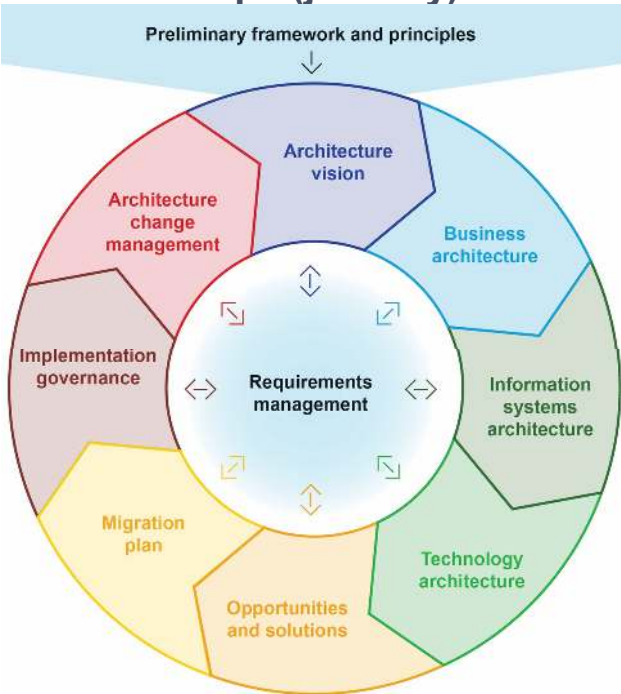 Preliminary framework and principles
Architecture
vision
Business
architecture
Information
systems
architecture
Technology
architecture
Opportunities
and solutions
Migration
plan
Implementation
governance
Architecture
change
management
Requirements
management